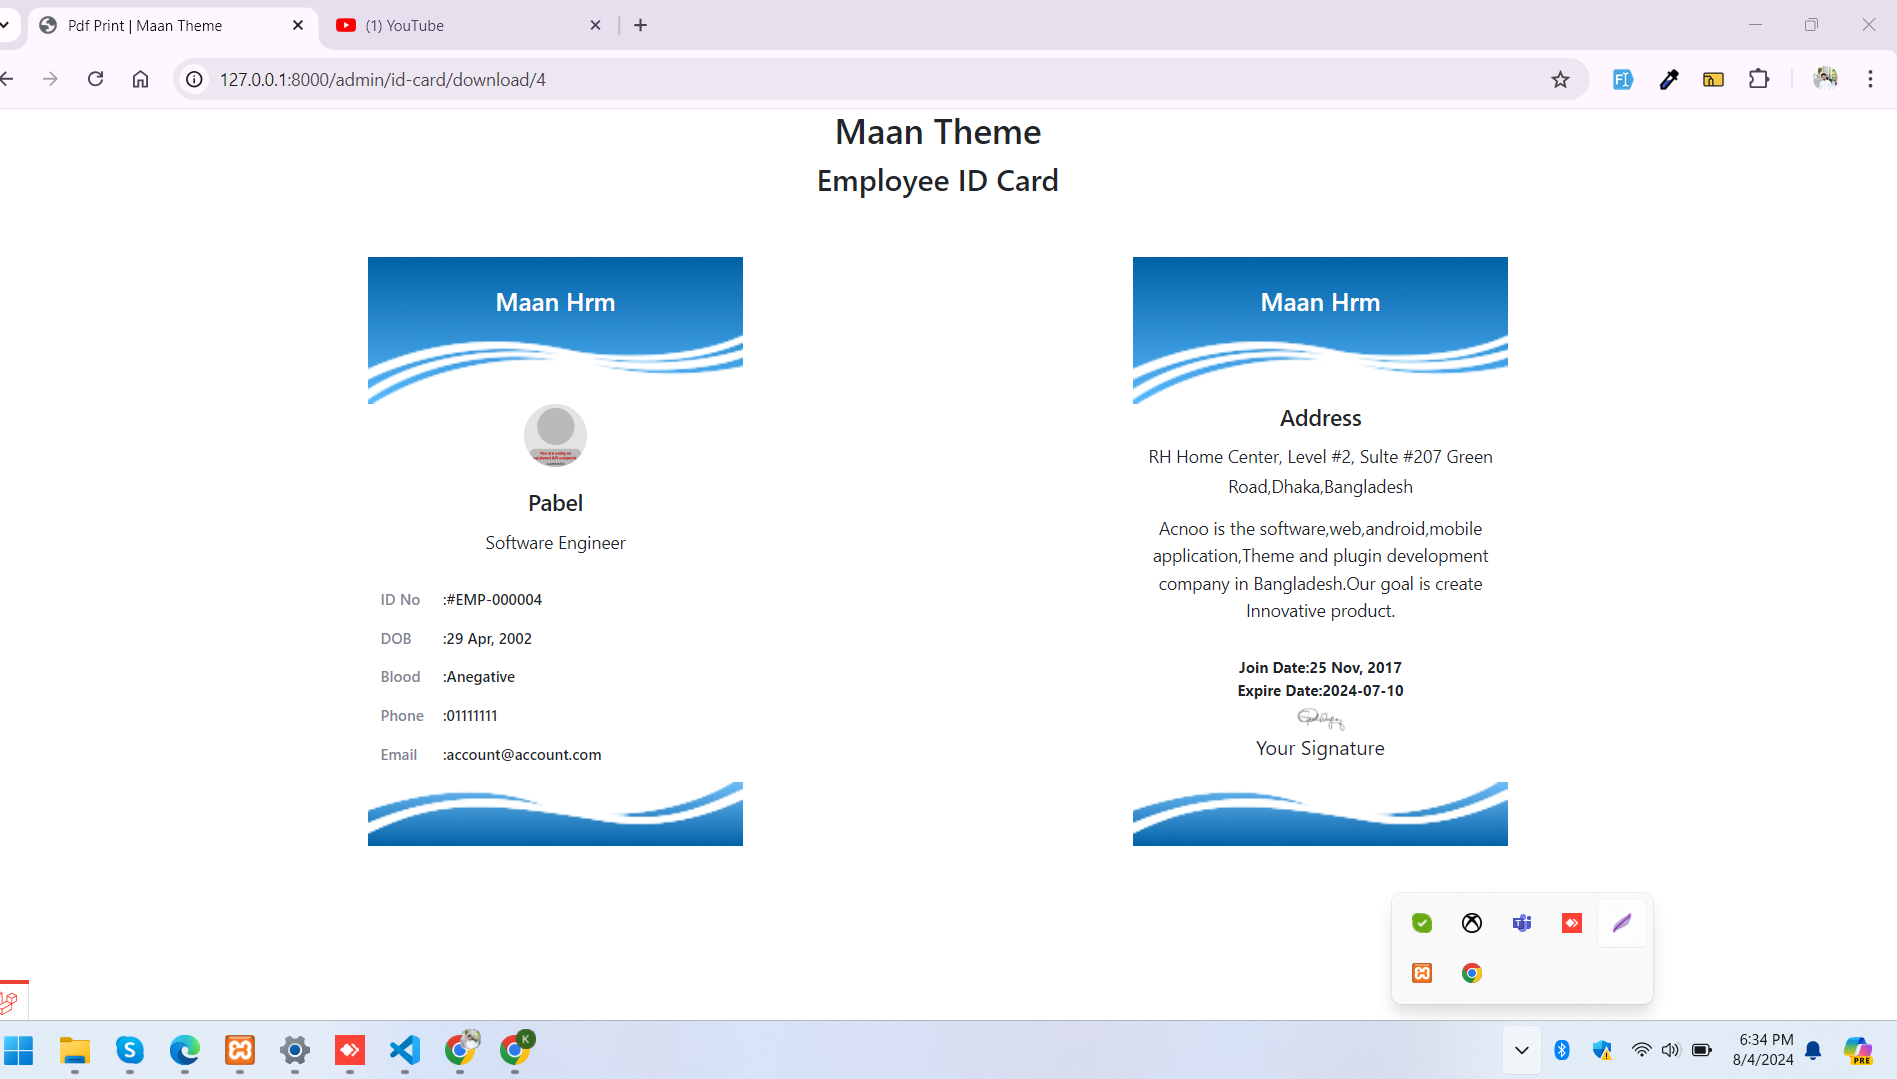 Pdf Print | Maan Theme
(1) YouTube
127.0.0.1:8000/admin/id-card/download/4
Maan Theme
Employee ID Card
Maan Hrm
Pabel
Software Engineer
ID No :#EMP-000004
DOB :29 Apr, 2002
Blood :Anegative
Phone :01111111
Email :account@account.com
Maan Hrm
Address
RH Home Center, Level #2, Sulte #207 Green
Road,Dhaka,Bangladesh
Acnoo is the software,web,android,mobile
application,Theme and plugin development
company in Bangladesh.Our goal is create
Innovative product.
Join Date:25 Nov, 2017
Expire Date:2024-07-10
Your Signature
K
6:34 PM
8/4/2024
PRE